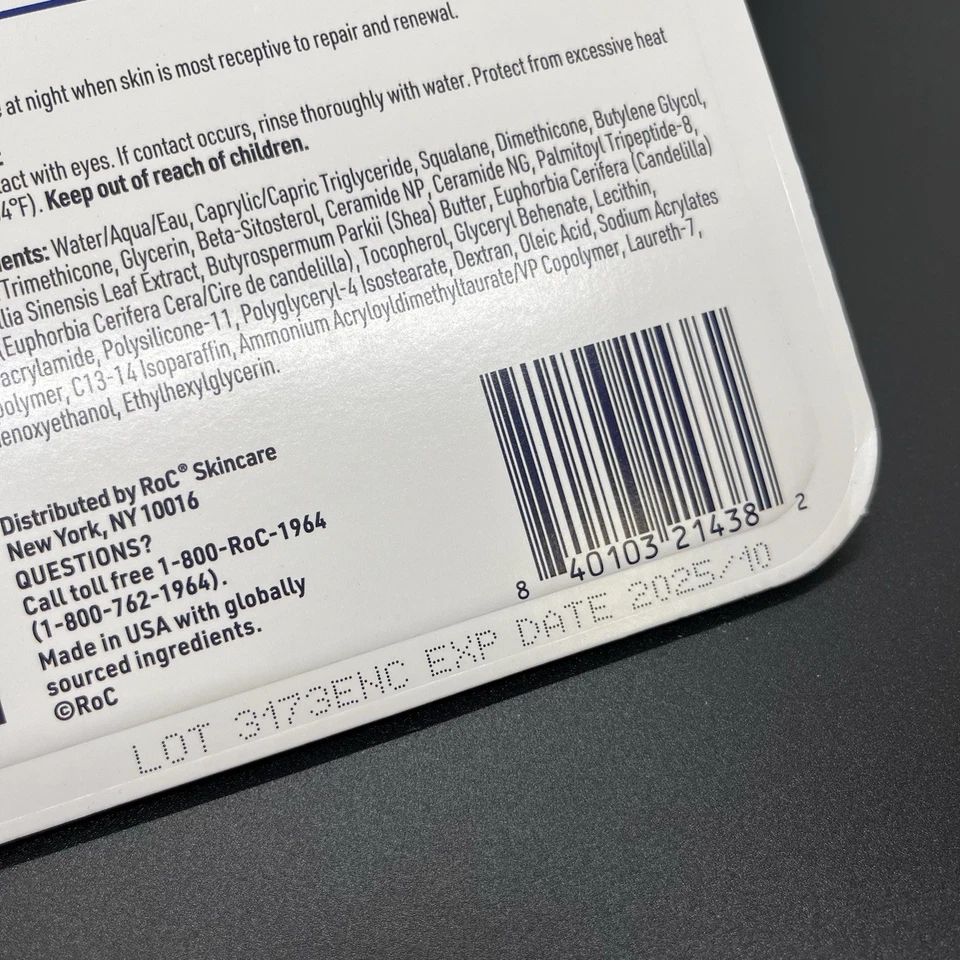 at night when skin is most receptive to repair and renewal.
act with eyes. If contact occurs, rinse thoroughly with water. Protect from excessive heat
4°F). Keep out of reach of children.
ents: Water/Aqua/Eau, Caprylic/Capric Triglyceride, Squalane, Dimethicone, Butylene Glycol,
Trimethicone, Glycerin, Beta-Sitosterol, Ceramide NP, Ceramide NG, Palmitoyl Tripeptide-8,
llia Sinensis Leaf Extract, Butyrospermum Parkii (Shea) Butter, Euphorbia Cerifera (Candelilla)
(Euphorbia Cerifera Cera/Cire de candelilla), Tocopherol, Glyceryl Behenate, Lecithin,
acrylamide, Polysilicone-11, Polyglyceryl-4 Isostearate, Dextran, Oleic Acid, Sodium Acrylates
polymer, C13-14 Isoparaffin, Ammonium Acryloyldimethyltaurate/VP Copolymer, Laureth-7,
enoxyethanol, Ethylhexylglycerin.
Distributed by RoC® Skincare
New York, NY 10016
QUESTIONS?
Call toll free 1-800-RoC-1964
(1-800-762-1964).
Made in USA with globally
sourced ingredients.
©RoC
8 40103 21438 2
LOT 3173ENC EXP DATE 2025/10